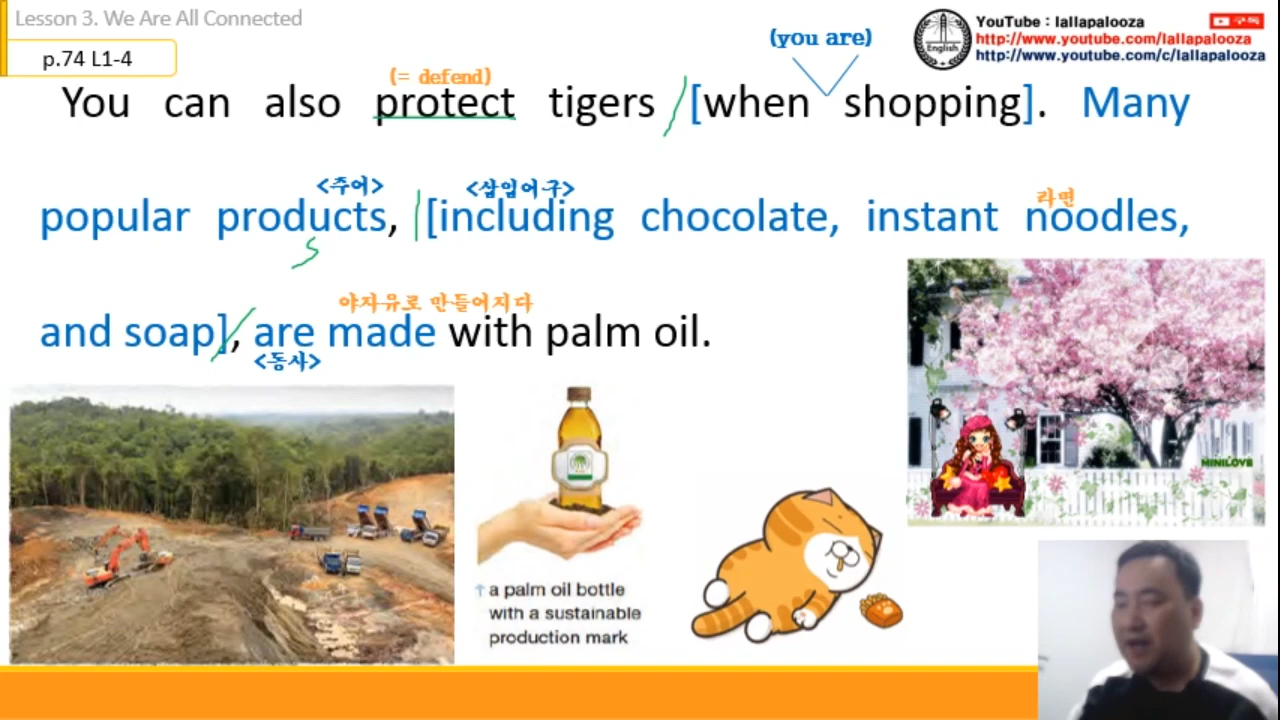 Lesson 3. We Are All Connected
p.74 L1-4
YouTube : lallapalooza
구독
http://www.youtube.com/lallapalooza
http://www.youtube.com/c/lallapalooza
English
(you are)
(= defend)
You can also protect tigers / [when shopping]. Many
<주어> <삽입어구> 라면
popular products, [including chocolate, instant noodles,
S
야자유로 만들어지다
and soap], are made with palm oil.
<동사>
MINILOVE
↑ a palm oil bottle
with a sustainable
production mark